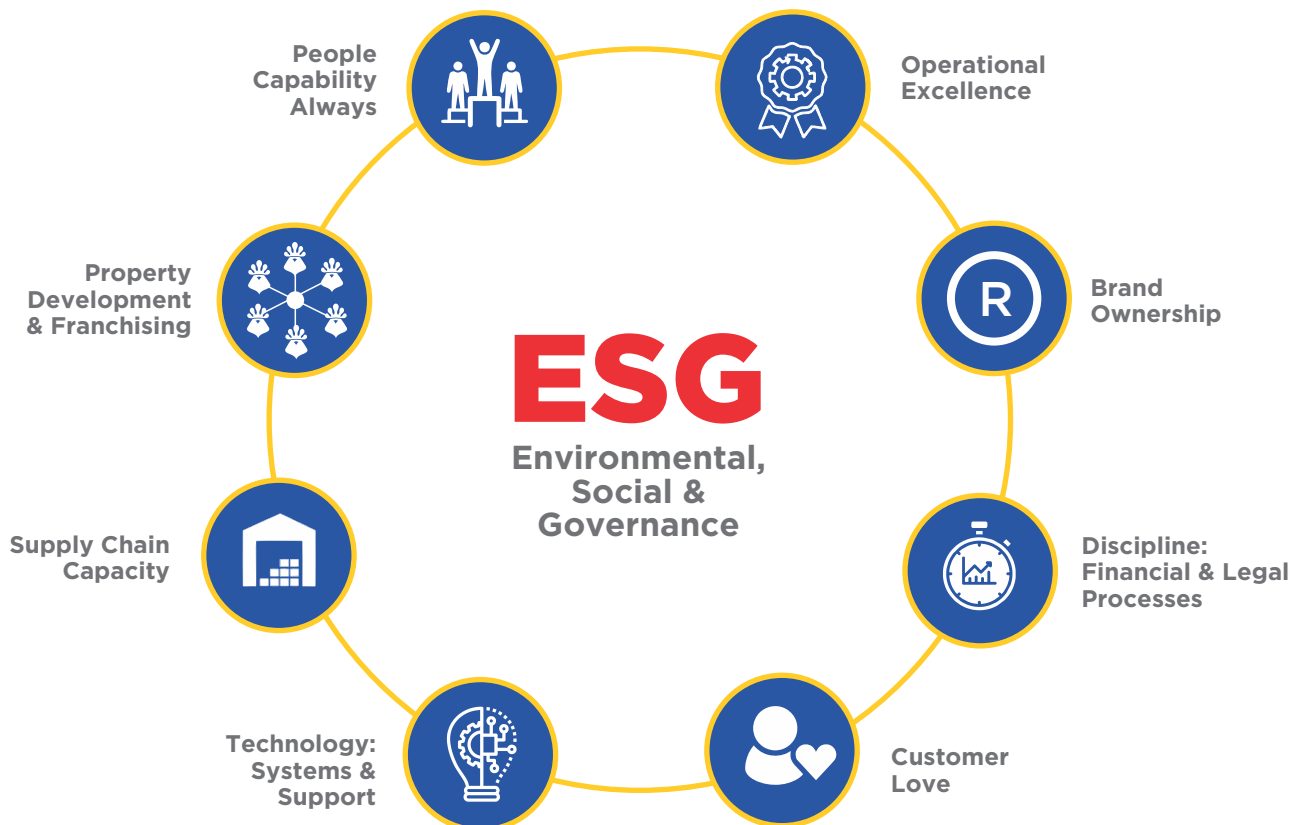 People
Capability
Always
Operational
Excellence
Property
Development
& Franchising
R
Brand
Ownership
ESG
Environmental,
Social &
Governance
Supply Chain
Capacity
Discipline:
Financial & Legal
Processes
Technology:
Systems &
Support
Customer
Love